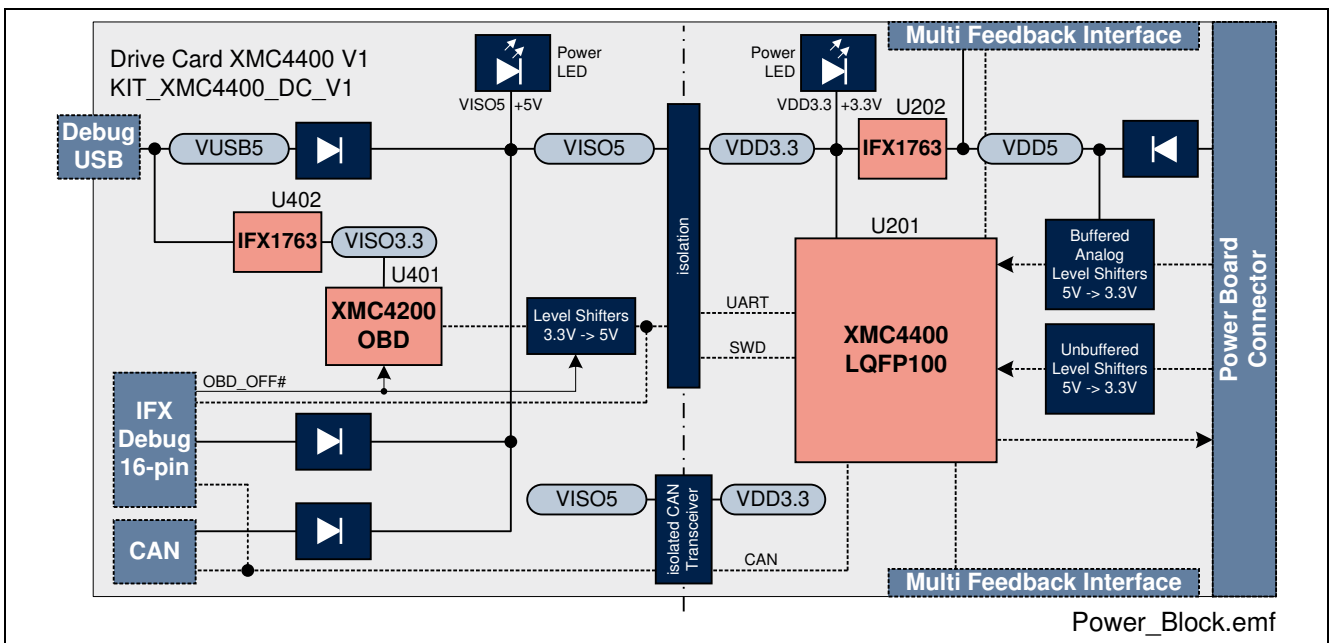 Drive Card XMC4400 V1
KIT_XMC4400_DC_V1
Power
LED
VISO5
+5V
Power
LED
VDD3.3
+3.3V
Multi Feedback Interface
Debug
USB
VUSB5
VISO5
VDD3.3
U202
IFX1763
VDD5
U402
IFX1763
VISO3.3
U401
XMC4200
OBD
Level Shifters
3.3V -> 5V
isolation
UART
SWD
U201
XMC4400
LQFP100
Buffered
Analog
Level Shifters
5V -> 3.3V
Unbuffered
Level Shifters
5V -> 3.3V
Power Board
Connector
OBD_OFF#
IFX
Debug
16-pin
CAN
VISO5
isolated CAN
Transceiver
VDD3.3
CAN
Multi Feedback Interface
Power_Block.emf